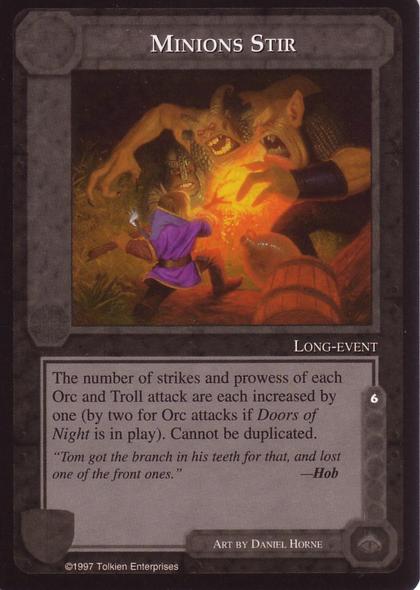 MINIONS STIR
LONG-EVENT
The number of strikes and prowess of each
Orc and Troll attack are each increased by
one (by two for Orc attacks if Doors of
Night is in play). Cannot be duplicated.
6
“Tom got the branch in his teeth for that, and lost
one of the front ones.” —Hob
ART BY DANIEL HORNE
©1997 Tolkien Enterprises